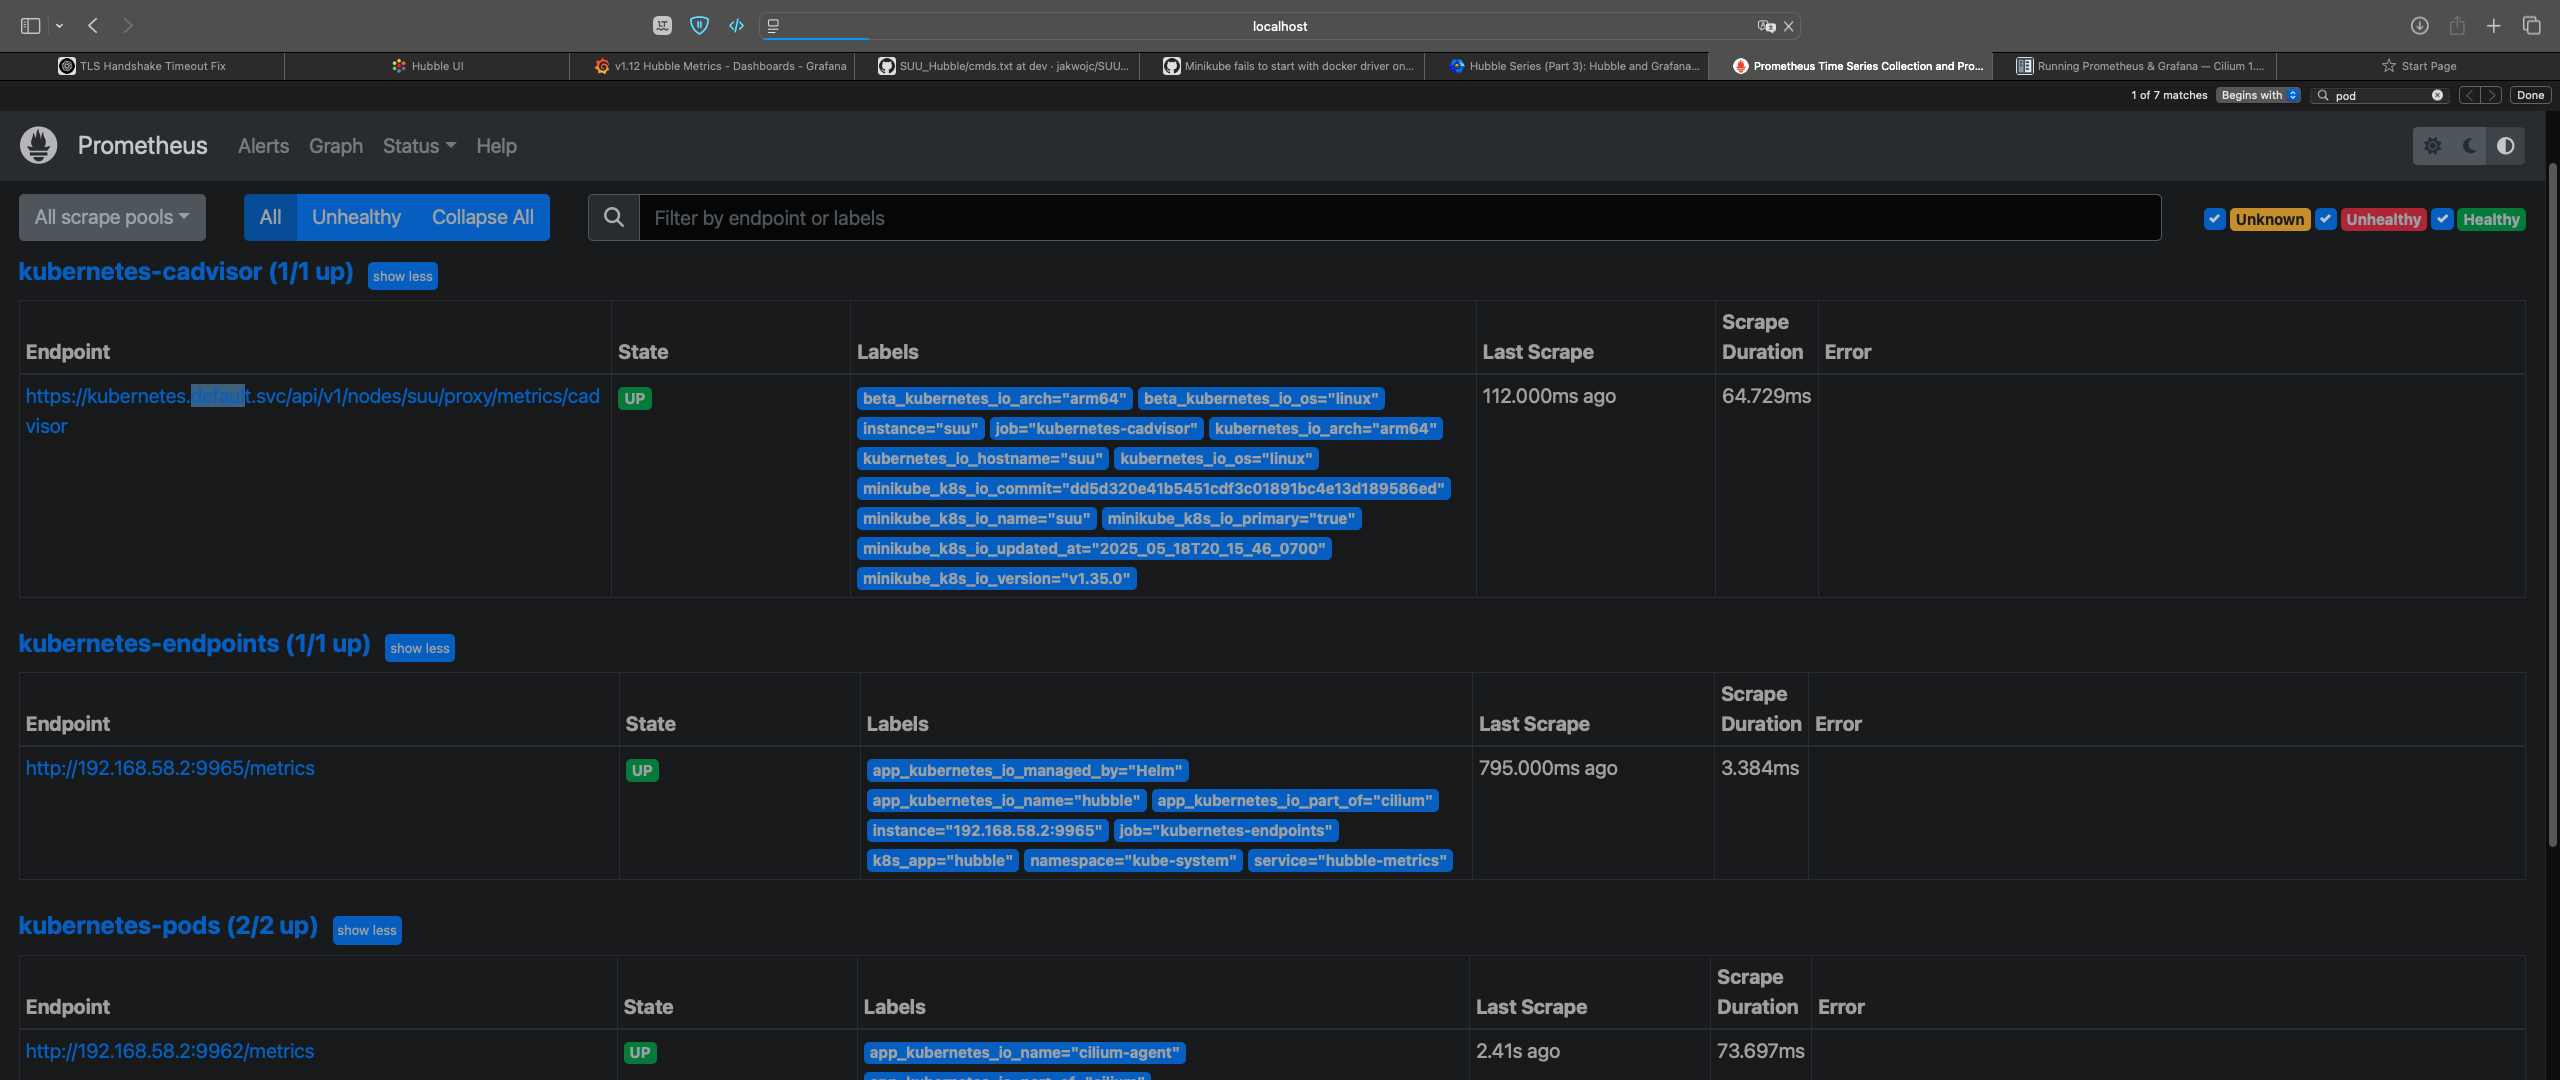 localhost
TLS Handshake Timeout Fix
Hubble UI
v1.12 Hubble Metrics - Dashboards - Grafana
SUU_Hubble/cmds.txt at dev · jakwojc/SUU...
Minikube fails to start with docker driver on...
Hubble Series (Part 3): Hubble and Grafana...
Prometheus Time Series Collection and Pro...
Running Prometheus & Grafana — Cilium 1....
Start Page
1 of 7 matches
Begins with
pod
Done
Prometheus
Alerts
Graph
Status
Help
All scrape pools
All
Unhealthy
Collapse All
Filter by endpoint or labels
Unknown
Unhealthy
Healthy
kubernetes-cadvisor (1/1 up)
show less
Endpoint
State
Labels
Last Scrape
Scrape
Duration
Error
https://kubernetes.default.svc/api/v1/nodes/suu/proxy/metrics/cad
visor
UP
beta_kubernetes_io_arch="arm64" beta_kubernetes_io_os="linux"
instance="suu" job="kubernetes-cadvisor" kubernetes_io_arch="arm64"
kubernetes_io_hostname="suu" kubernetes_io_os="linux"
minikube_k8s_io_commit="dd5d320e41b5451cdf3c01891bc4e13d189586ed"
minikube_k8s_io_name="suu" minikube_k8s_io_primary="true"
minikube_k8s_io_updated_at="2025_05_18T20_15_46_0700"
minikube_k8s_io_version="v1.35.0"
112.000ms ago
64.729ms
kubernetes-endpoints (1/1 up)
show less
Endpoint
State
Labels
Last Scrape
Scrape
Duration
Error
http://192.168.58.2:9965/metrics
UP
app_kubernetes_io_managed_by="Helm"
app_kubernetes_io_name="hubble" app_kubernetes_io_part_of="cilium"
instance="192.168.58.2:9965" job="kubernetes-endpoints"
k8s_app="hubble" namespace="kube-system" service="hubble-metrics"
795.000ms ago
3.384ms
kubernetes-pods (2/2 up)
show less
Endpoint
State
Labels
Last Scrape
Scrape
Duration
Error
http://192.168.58.2:9962/metrics
UP
app_kubernetes_io_name="cilium-agent"
2.41s ago
73.697ms